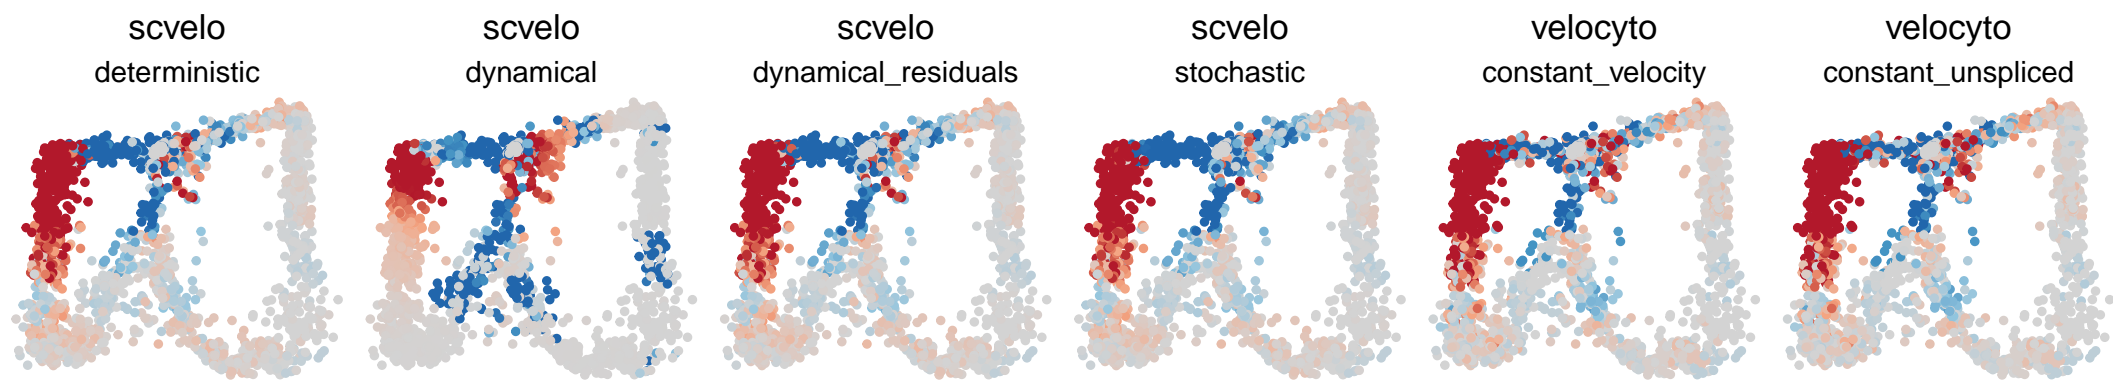 scvelo
deterministic
scvelo
dynamical
scvelo
dynamical_residuals
scvelo
stochastic
velocyto
constant_velocity
velocyto
constant_unspliced